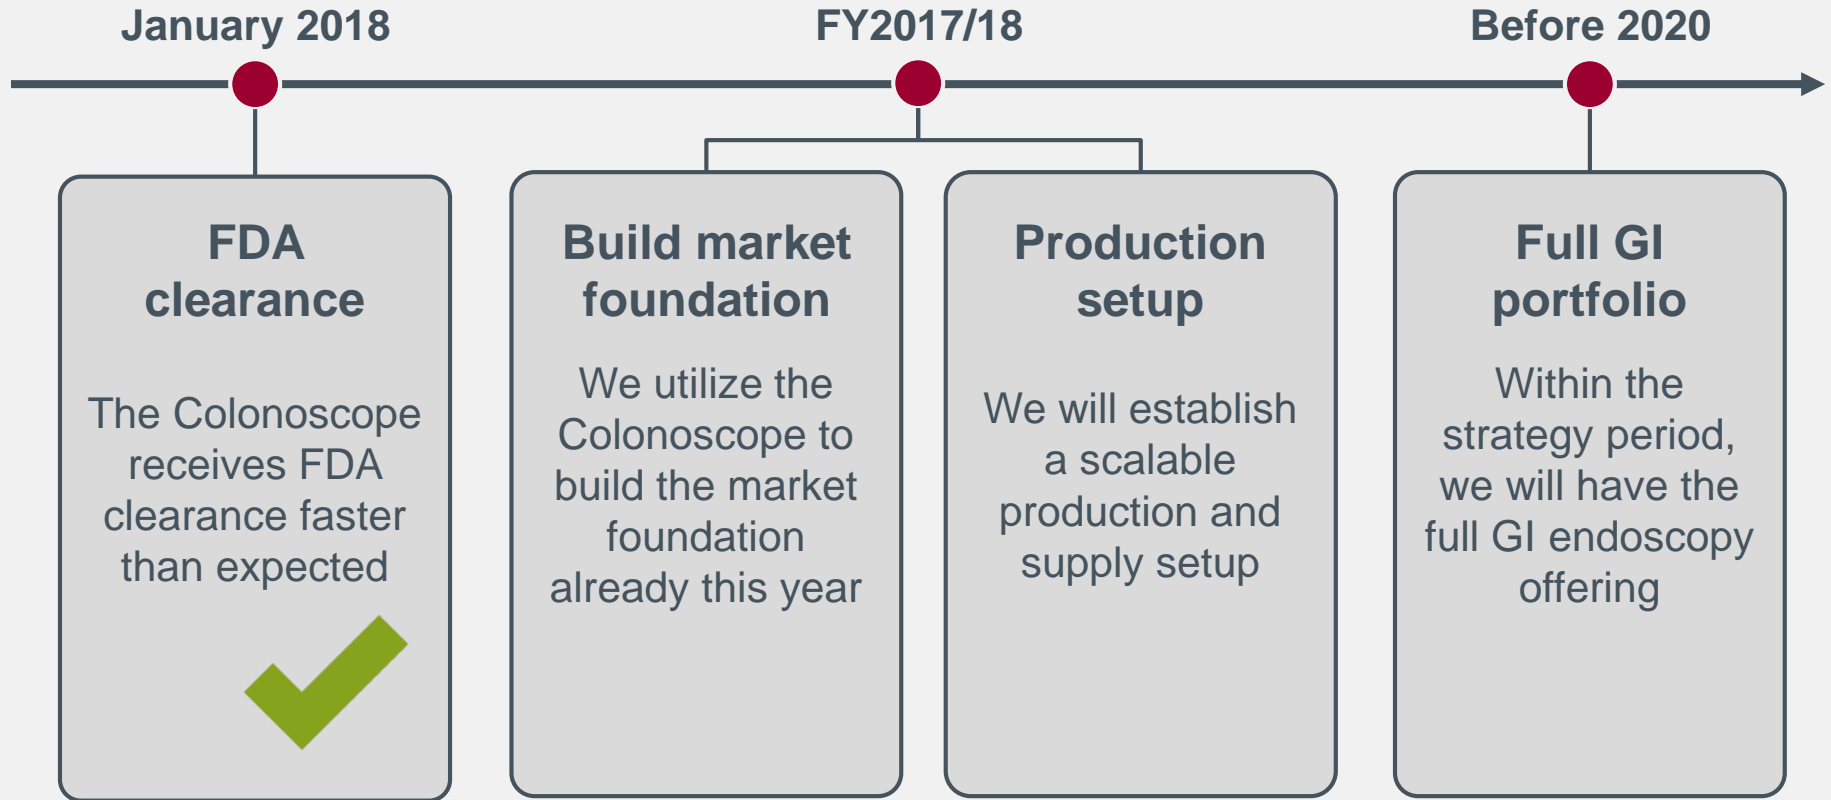 January 2018
FY2017/18
Before 2020
FDA
clearance
The Colonoscope
receives FDA
clearance faster
than expected
Build market
foundation
We utilize the
Colonoscope to
build the market
foundation
already this year
Production
setup
We will establish
a scalable
production and
supply setup
Full GI
portfolio
Within the
strategy period,
we will have the
full GI endoscopy
offering